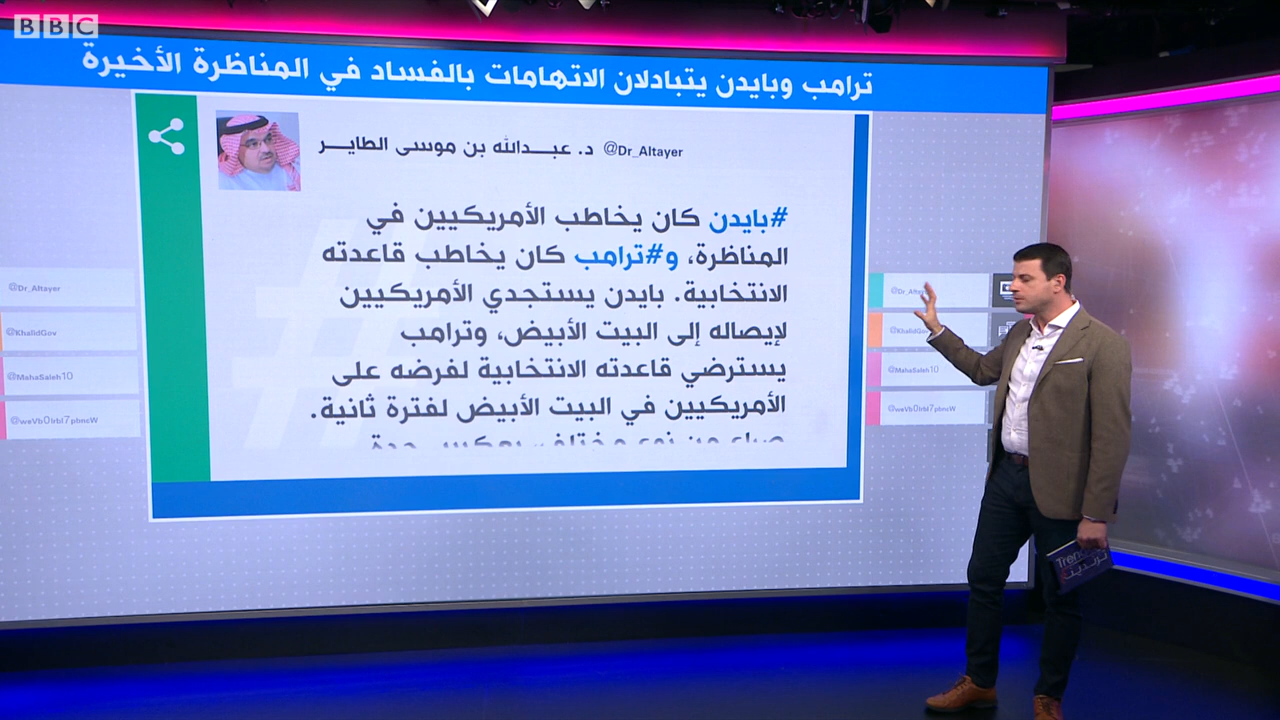 BBC
ترامب وبايدن يتبادلان الاتهامات بالفساد في المناظرة الأخيرة
د. عبدالله بن موسى الطاير @Dr_Altayer
#بايدن كان يخاطب الأمريكيين في
المناظرة، و#ترامب كان يخاطب قاعدته
الانتخابية. بايدن يستجدي الأمريكيين
لإيصاله إلى البيت الأبيض، وترامب
يسترضي قاعدته الانتخابية لفرضه على
الأمريكيين في البيت الأبيض لفترة ثانية.
@Dr_Altayer
@KhalidGov
@MahaSaleh10
@Dr_Altayer
@KhalidGov
@MahaSaleh10
ترندينغ